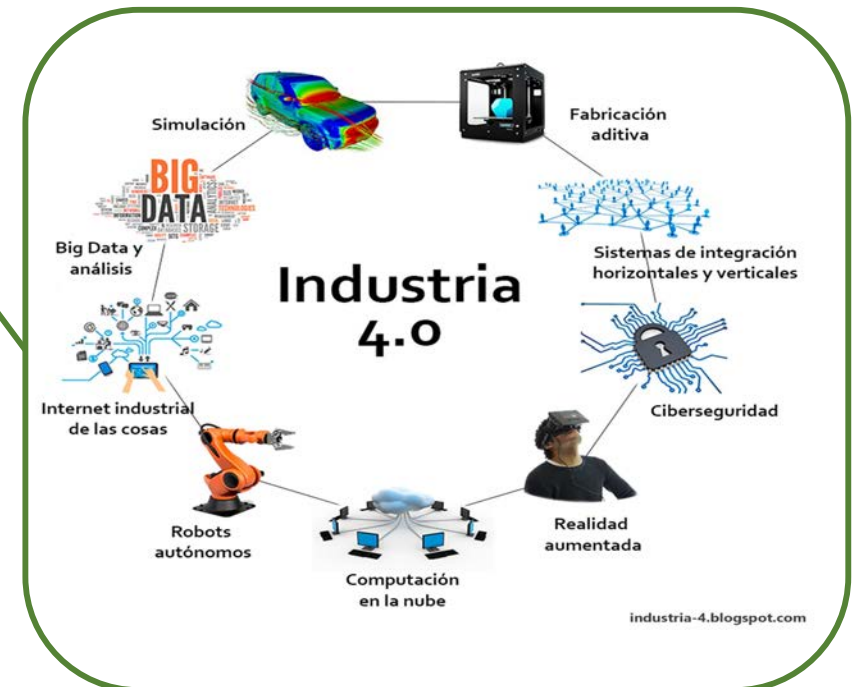 Simulación
Fabricación
aditiva
BIG
DATA
STORAGE
Big Data y
análisis
Sistemas de integración
horizontales y verticales
Industria
4.0
Internet industrial
de las cosas
Ciberseguridad
Robots
autónomos
Realidad
aumentada
Computación
en la nube
industria-4.blogspot.com